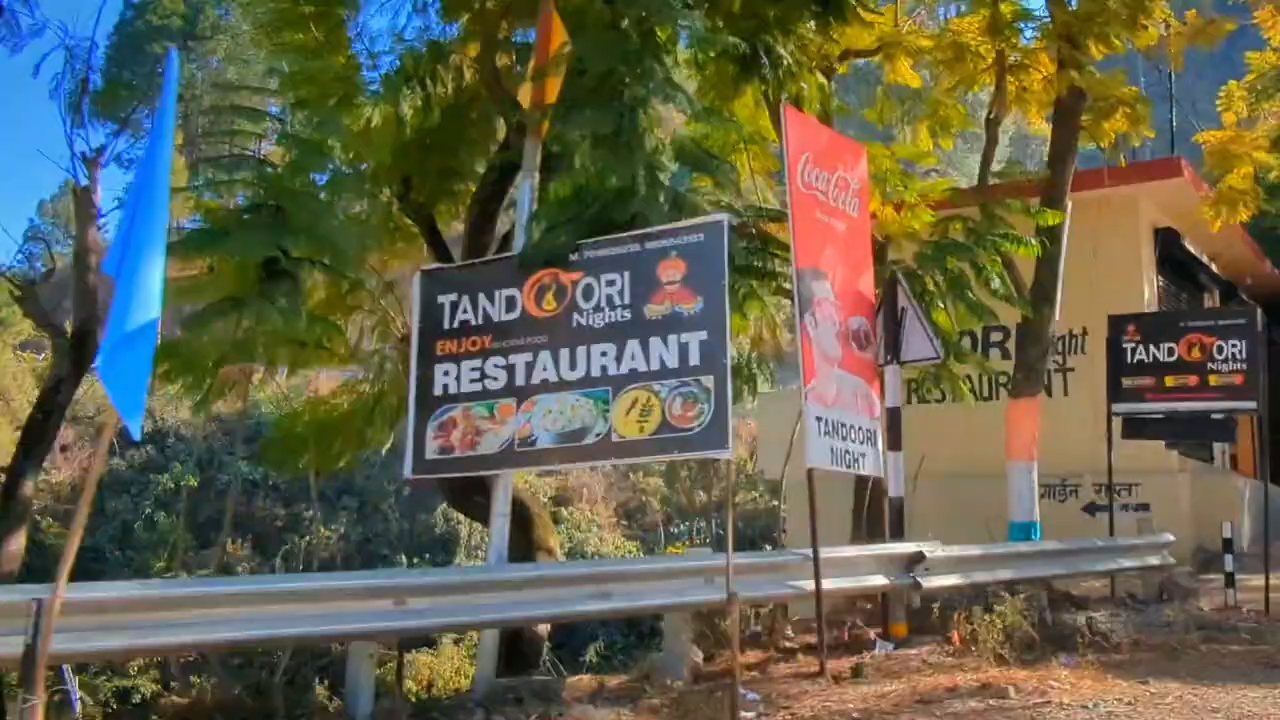 TANDOORI
Nights
ENJOY
RESTAURANT
Coca-Cola
TANDOORI
NIGHT
ORI Night
RESTAURANT
TANDOORI
Nights
गार्डन रास्ता